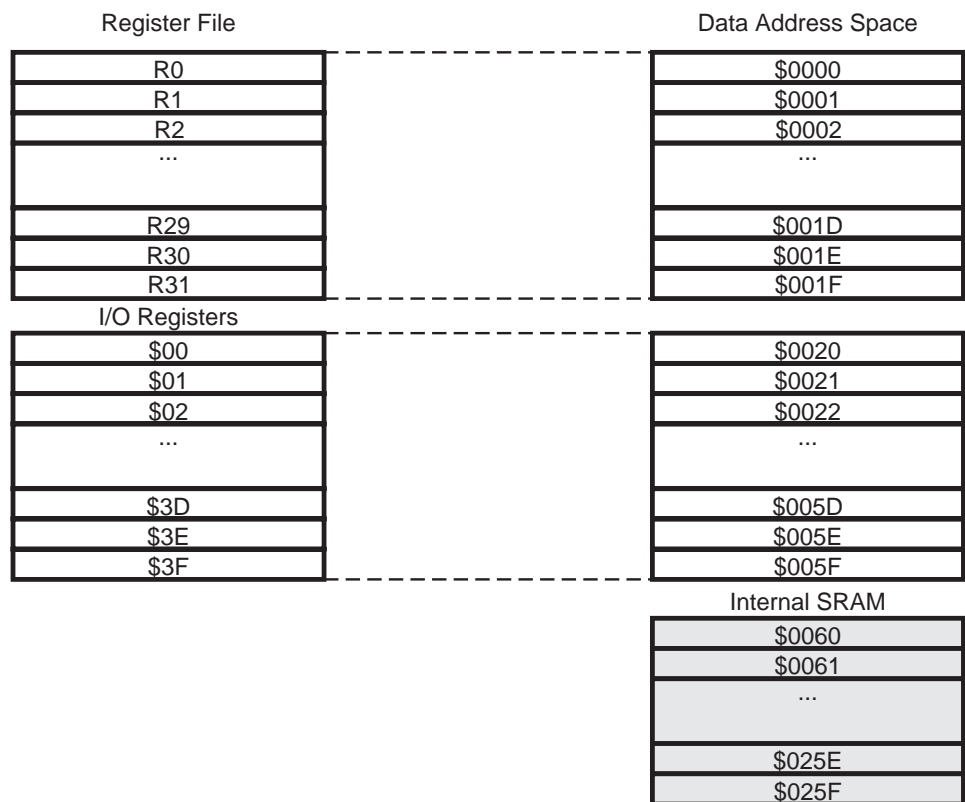 Register File Data Address Space
R0 $0000
R1 $0001
R2 $0002
... ...
R29 $001D
R30 $001E
R31 $001F
I/O Registers
$00 $0020
$01 $0021
$02 $0022
... ...
$3D $005D
$3E $005E
$3F $005F
Internal SRAM
$0060
$0061
...
$025E
$025F